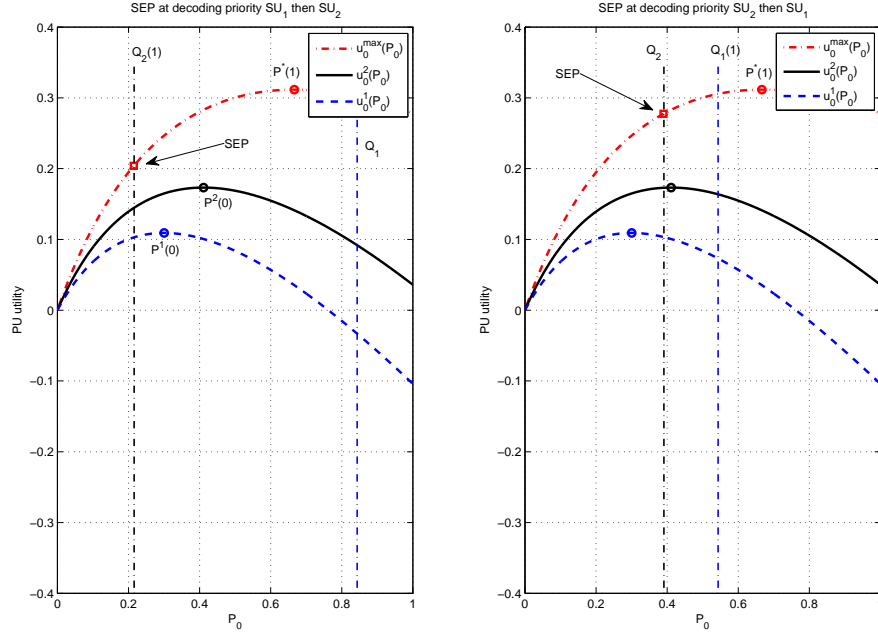 SEP at decoding priority SU₁ then SU₂
0.4
0.3
0.2
0.1
0
−0.1
−0.2
−0.3
−0.4
PU utility
0
0.2
0.4
0.6
0.8
1
P₀
Q₂(1)
P*(1)
SEP
P²(0)
P¹(0)
Q₁
u₀ᵐᵃˣ(P₀)
u₀²(P₀)
u₀¹(P₀)
SEP at decoding priority SU₂ then SU₁
0.4
0.3
0.2
0.1
0
−0.1
−0.2
−0.3
−0.4
PU utility
0
0.2
0.4
0.6
0.8
P₀
Q₂
Q₁(1)
SEP
P*(1)
u₀ᵐᵃˣ(P₀)
u₀²(P₀)
u₀¹(P₀)